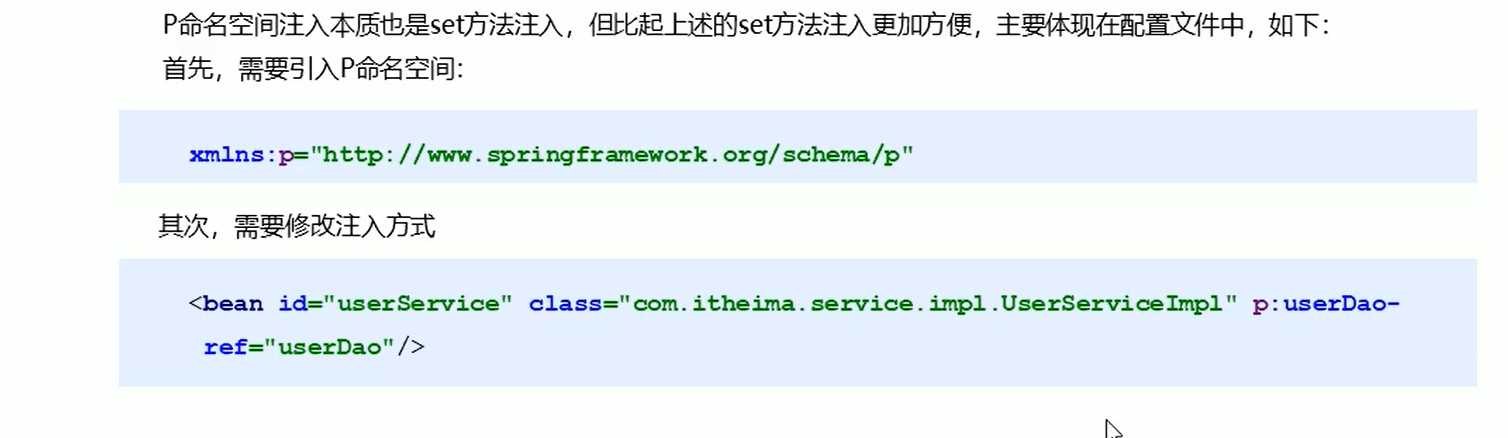 P命名空间注入本质也是set方法注入，但比起上述的set方法注入更加方便，主要体现在配置文件中，如下：
首先，需要引入P命名空间：
xmlns:p="http://www.springframework.org/schema/p"
其次，需要修改注入方式
<bean id="userService" class="com.itheima.service.impl.UserServiceImpl" p:userDao-
ref="userDao"/>